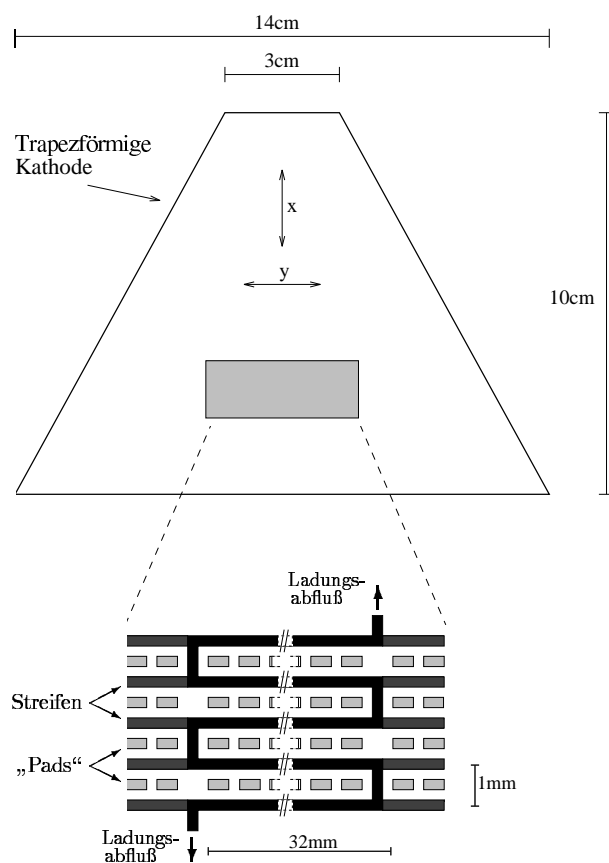 14cm
3cm
Trapezförmige
Kathode
x
y
10cm
Ladungs-
abfluß
Streifen
„Pads“
1mm
Ladungs-
abfluß
32mm